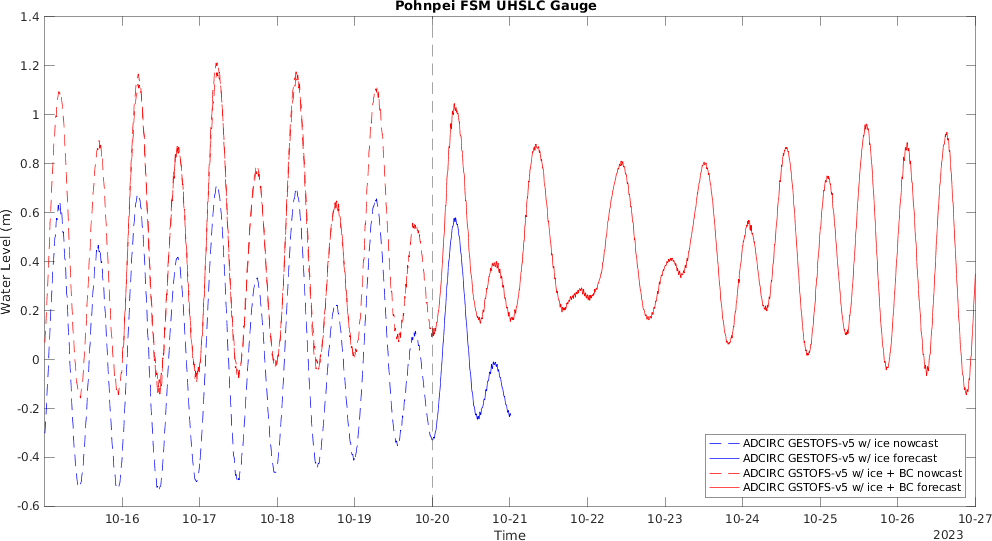 Pohnpei FSM UHSLC Gauge
1.4
1.2
1
0.8
0.6
0.4
0.2
0
-0.2
-0.4
-0.6
Water Level (m)
ADCIRC GESTOFS-v5 w/ ice nowcast
ADCIRC GESTOFS-v5 w/ ice forecast
ADCIRC GSTOFS-v5 w/ ice + BC nowcast
ADCIRC GSTOFS-v5 w/ ice + BC forecast
10-16 10-17 10-18 10-19 10-20 10-21 10-22 10-23 10-24 10-25 10-26 10-27
Time
2023